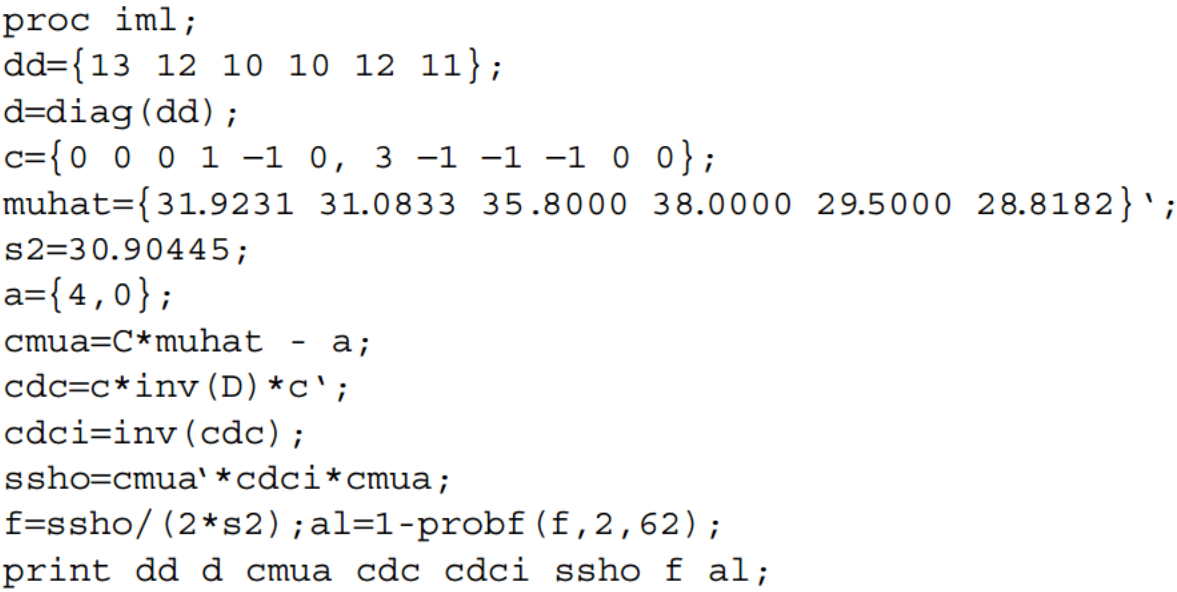 proc iml;
dd={13 12 10 10 12 11};
d=diag(dd);
c={0 0 0 1 –1 0, 3 –1 –1 –1 0 0};
muhat={31.9231 31.0833 35.8000 38.0000 29.5000 28.8182}‵;
s2=30.90445;
a={4,0};
cmua=C*muhat - a;
cdc=c*inv(D)*c‵;
cdci=inv(cdc);
ssho=cmua‵*cdci*cmua;
f=ssho/(2*s2);al=1-probf(f,2,62);
print dd d cmua cdc cdci ssho f al;